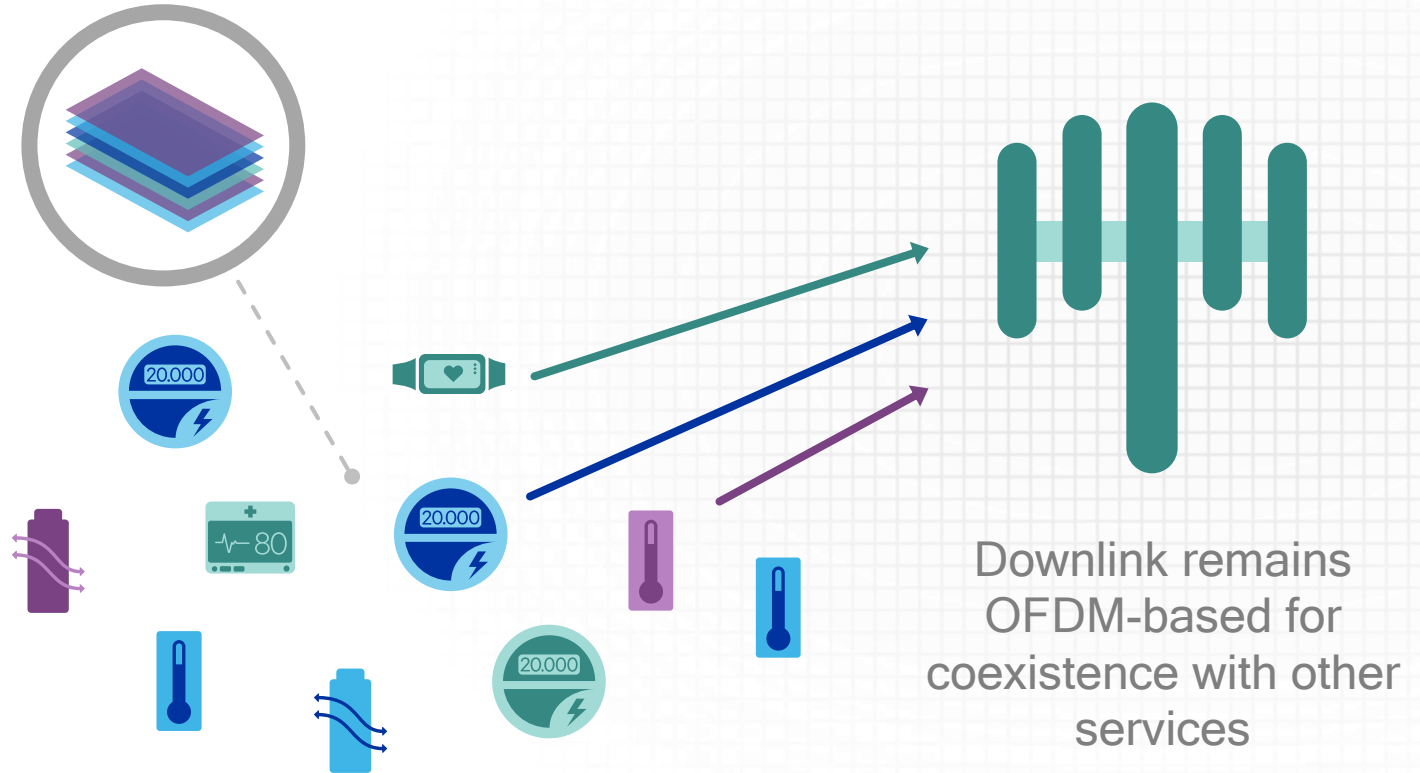 20.000
80
20.000
20.000
Downlink remains
OFDM-based for
coexistence with other
services